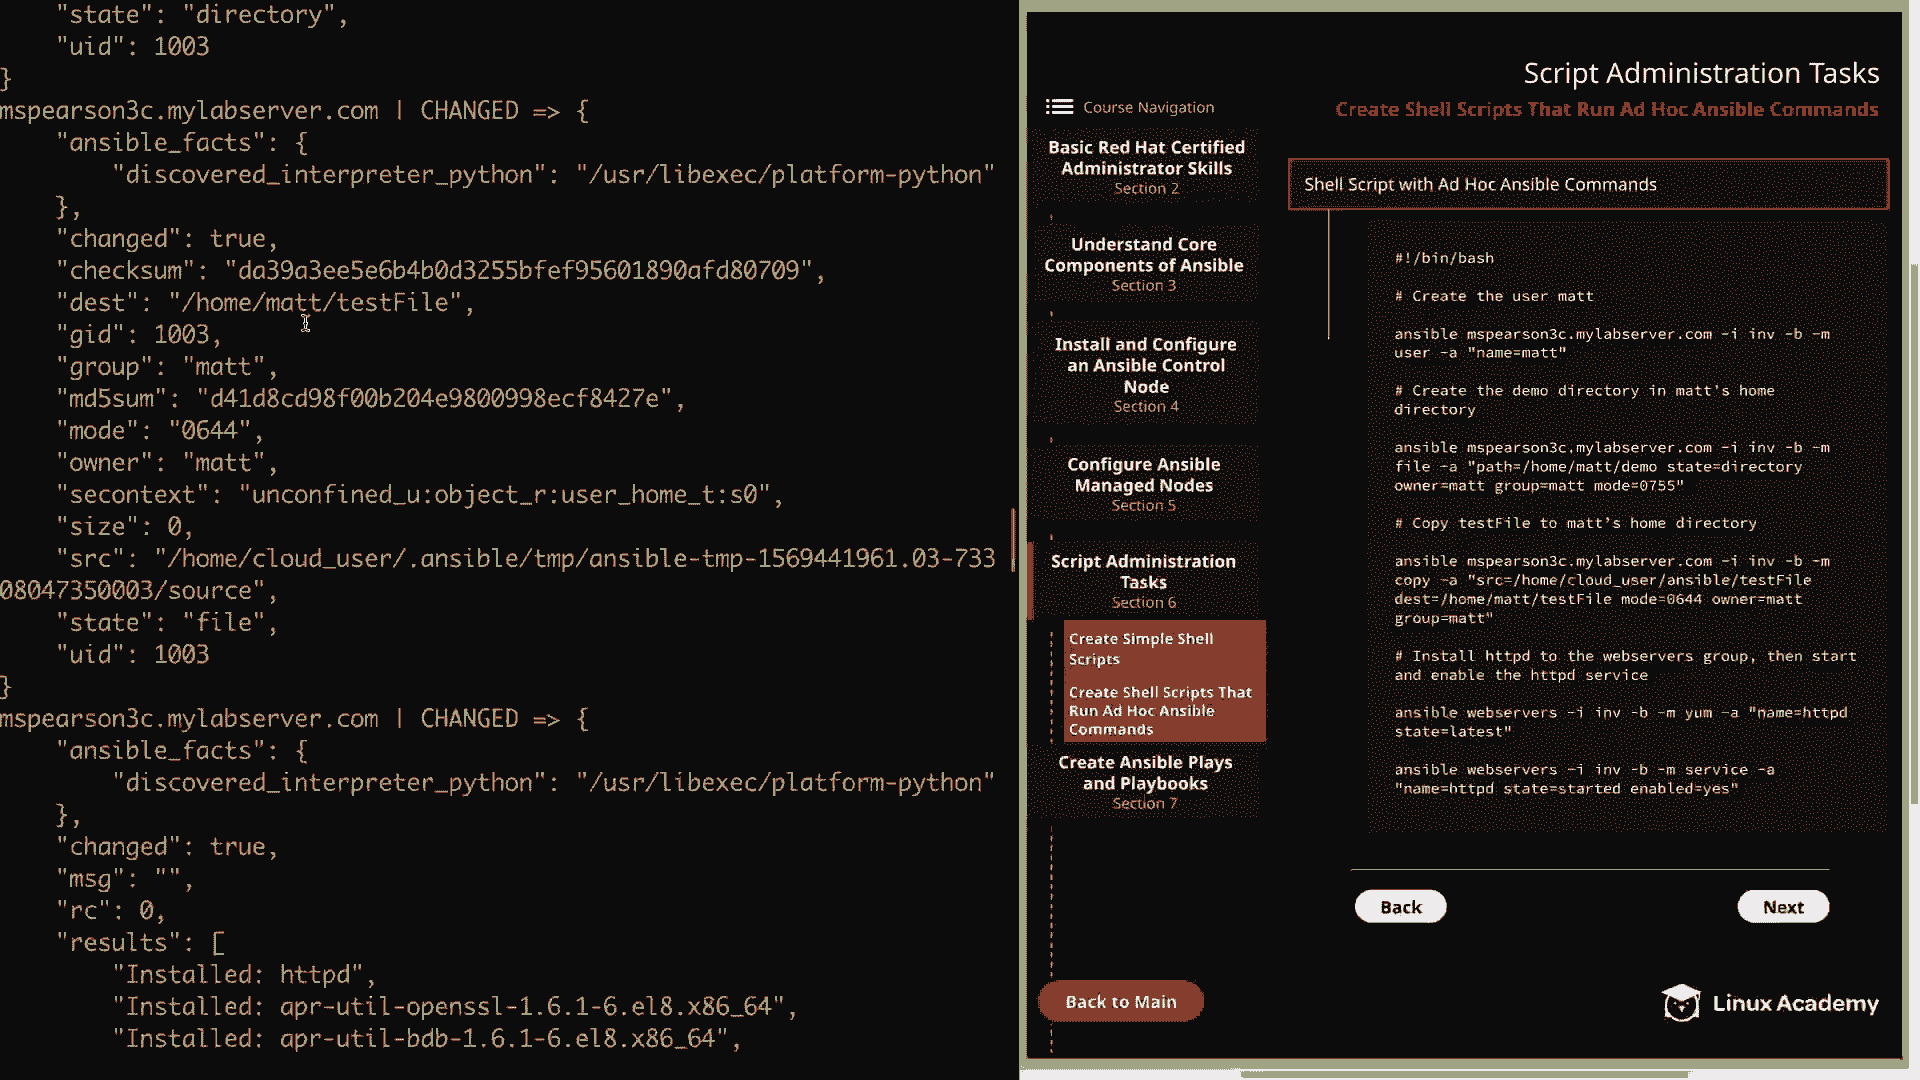 "state": "directory",
"uid": 1003
}
mspearson3c.mylabserver.com | CHANGED => {
"ansible_facts": {
"discovered_interpreter_python": "/usr/libexec/platform-python"
},
"changed": true,
"checksum": "da39a3ee5e6b4b0d3255bfef95601890afd80709",
"dest": "/home/matt/testFile",
"gid": 1003,
"group": "matt",
"md5sum": "d41d8cd98f00b204e9800998ecf8427e",
"mode": "0644",
"owner": "matt",
"secontext": "unconfined_u:object_r:user_home_t:s0",
"size": 0,
"src": "/home/cloud_user/.ansible/tmp/ansible-tmp-1569441961.03-733
08047350003/source",
"state": "file",
"uid": 1003
}
mspearson3c.mylabserver.com | CHANGED => {
"ansible_facts": {
"discovered_interpreter_python": "/usr/libexec/platform-python"
},
"changed": true,
"msg": "",
"rc": 0,
"results": [
"Installed: httpd",
"Installed: apr-util-openssl-1.6.1-6.el8.x86_64",
"Installed: apr-util-bdb-1.6.1-6.el8.x86_64",
Script Administration Tasks
Create Shell Scripts That Run Ad Hoc Ansible Commands
Course Navigation
Basic Red Hat Certified
Administrator Skills
Section 2
Understand Core
Components of Ansible
Section 3
Install and Configure
an Ansible Control
Node
Section 4
Configure Ansible
Managed Nodes
Section 5
Script Administration
Tasks
Section 6
Create Simple Shell
Scripts
Create Shell Scripts That
Run Ad Hoc Ansible
Commands
Create Ansible Plays
and Playbooks
Section 7
Back to Main
Shell Script with Ad Hoc Ansible Commands
#!/bin/bash
# Create the user matt
ansible mspearson3c.mylabserver.com -i inv -b -m
user -a "name=matt"
# Create the demo directory in matt's home
directory
ansible mspearson3c.mylabserver.com -i inv -b -m
file -a "path=/home/matt/demo state=directory
owner=matt group=matt mode=0755"
# Copy testFile to matt’s home directory
ansible mspearson3c.mylabserver.com -i inv -b -m
copy -a "src=/home/cloud_user/ansible/testFile
dest=/home/matt/testFile mode=0644 owner=matt
group=matt"
# Install httpd to the webservers group, then start
and enable the httpd service
ansible webservers -i inv -b -m yum -a "name=httpd
state=latest"
ansible webservers -i inv -b -m service -a
"name=httpd state=started enabled=yes"
Back
Next
Linux Academy